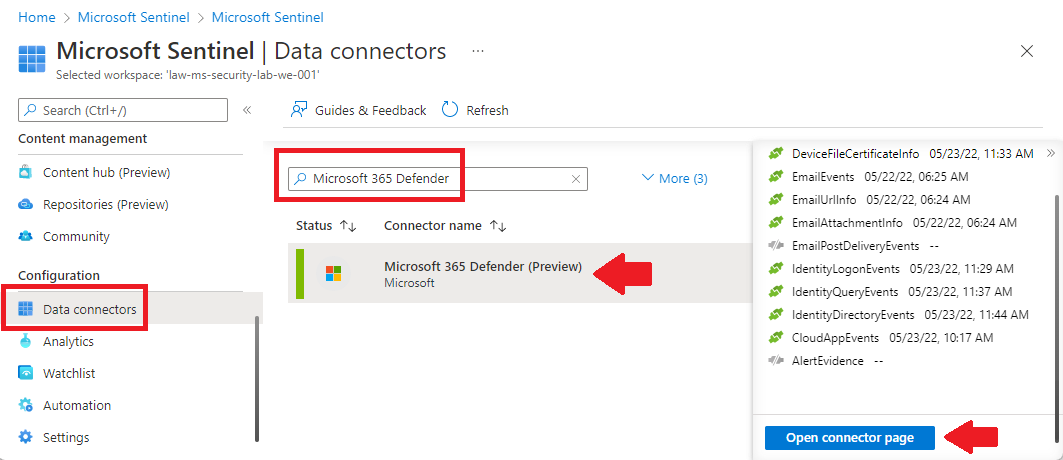 Home > Microsoft Sentinel > Microsoft Sentinel
Microsoft Sentinel | Data connectors ...
Selected workspace: 'law-ms-security-lab-we-001'
Search (Ctrl+/) «
Guides & Feedback Refresh
Content management
Content hub (Preview)
Repositories (Preview)
Community
Configuration
Data connectors
Analytics
Watchlist
Automation
Settings
Microsoft 365 Defender
More (3)
Status ↑↓ Connector name ↑↓
Microsoft 365 Defender (Preview)
Microsoft
DeviceFileCertificateInfo 05/23/22, 11:33 AM »
EmailEvents 05/22/22, 06:25 AM
EmailUrlInfo 05/22/22, 06:24 AM
EmailAttachmentInfo 05/22/22, 06:24 AM
EmailPostDeliveryEvents --
IdentityLogonEvents 05/23/22, 11:29 AM
IdentityQueryEvents 05/23/22, 11:37 AM
IdentityDirectoryEvents 05/23/22, 11:44 AM
CloudAppEvents 05/23/22, 10:17 AM
AlertEvidence --
Open connector page